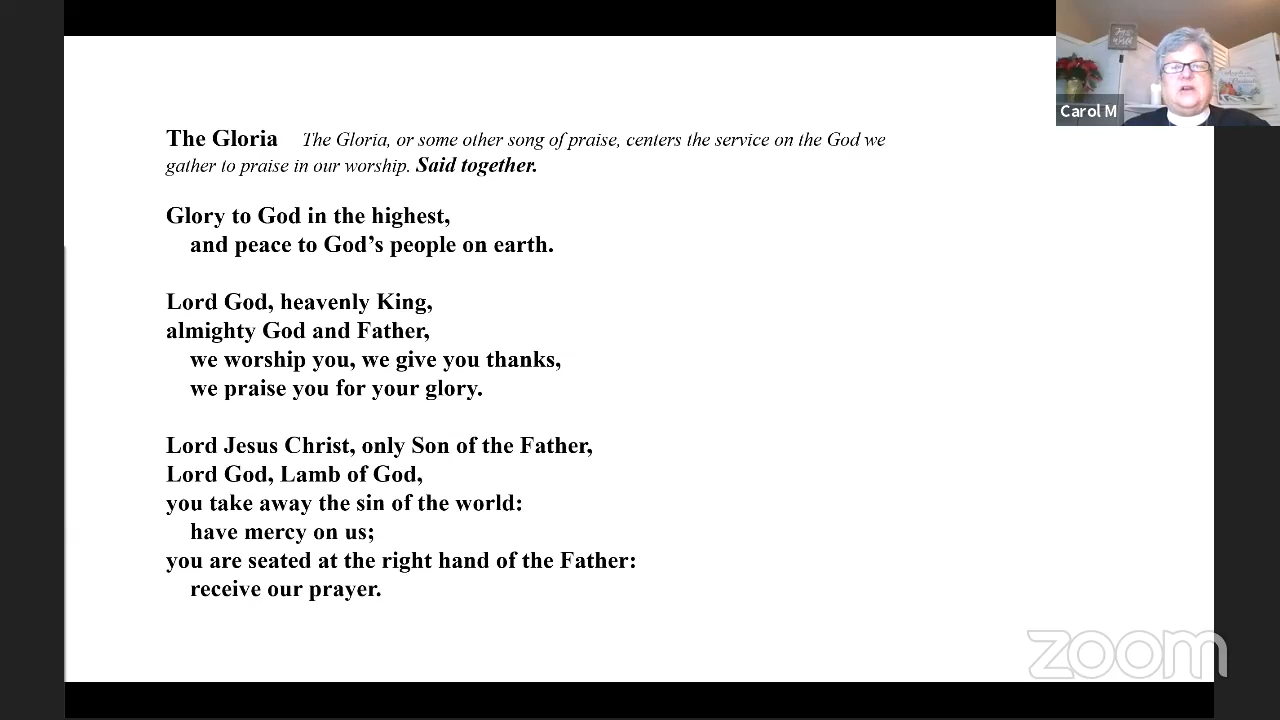 The Gloria The Gloria, or some other song of praise, centers the service on the God we
gather to praise in our worship. Said together.
Glory to God in the highest,
and peace to God’s people on earth.
Lord God, heavenly King,
almighty God and Father,
we worship you, we give you thanks,
we praise you for your glory.
Lord Jesus Christ, only Son of the Father,
Lord God, Lamb of God,
you take away the sin of the world:
have mercy on us;
you are seated at the right hand of the Father:
receive our prayer.
Carol M
zoom